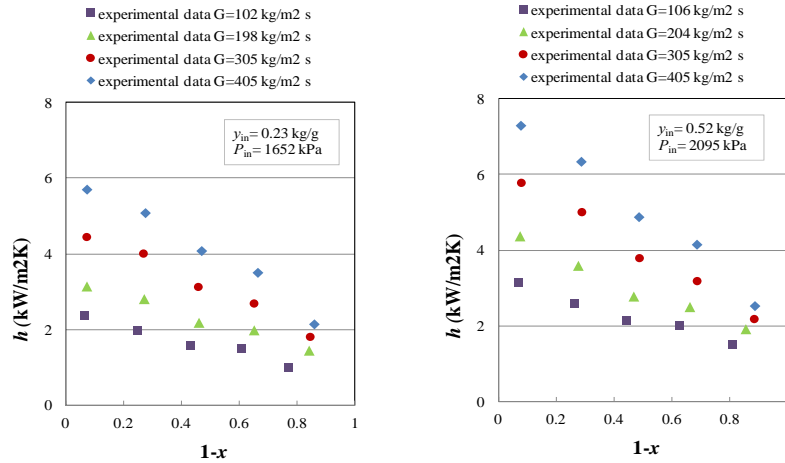 experimental data G=102 kg/m2 s
experimental data G=198 kg/m2 s
experimental data G=305 kg/m2 s
experimental data G=405 kg/m2 s
8
6
4
2
0
h (kW/m2K)
yin= 0.23 kg/g
Pin= 1652 kPa
0
0.2
0.4
0.6
0.8
1
1-x
experimental data G=106 kg/m2 s
experimental data G=204 kg/m2 s
experimental data G=305 kg/m2 s
experimental data G=405 kg/m2 s
8
6
4
2
0
h (kW/m2K)
yin= 0.52 kg/g
Pin= 2095 kPa
0
0.2
0.4
0.6
0.8
1-x